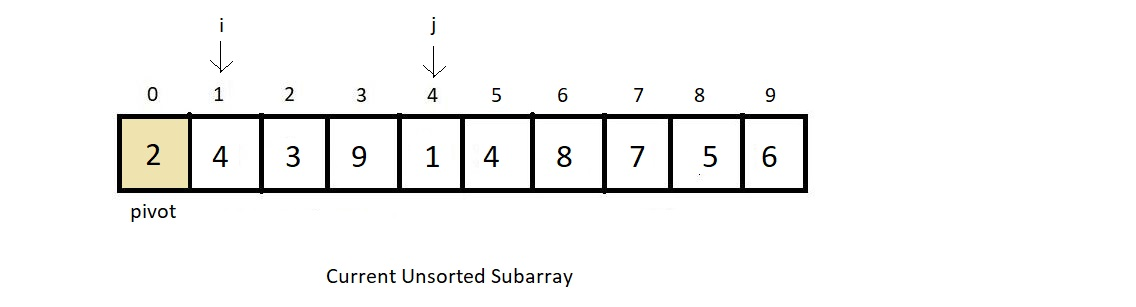 i j
0 1 2 3 4 5 6 7 8 9
2 4 3 9 1 4 8 7 5 6
pivot
Current Unsorted Subarray